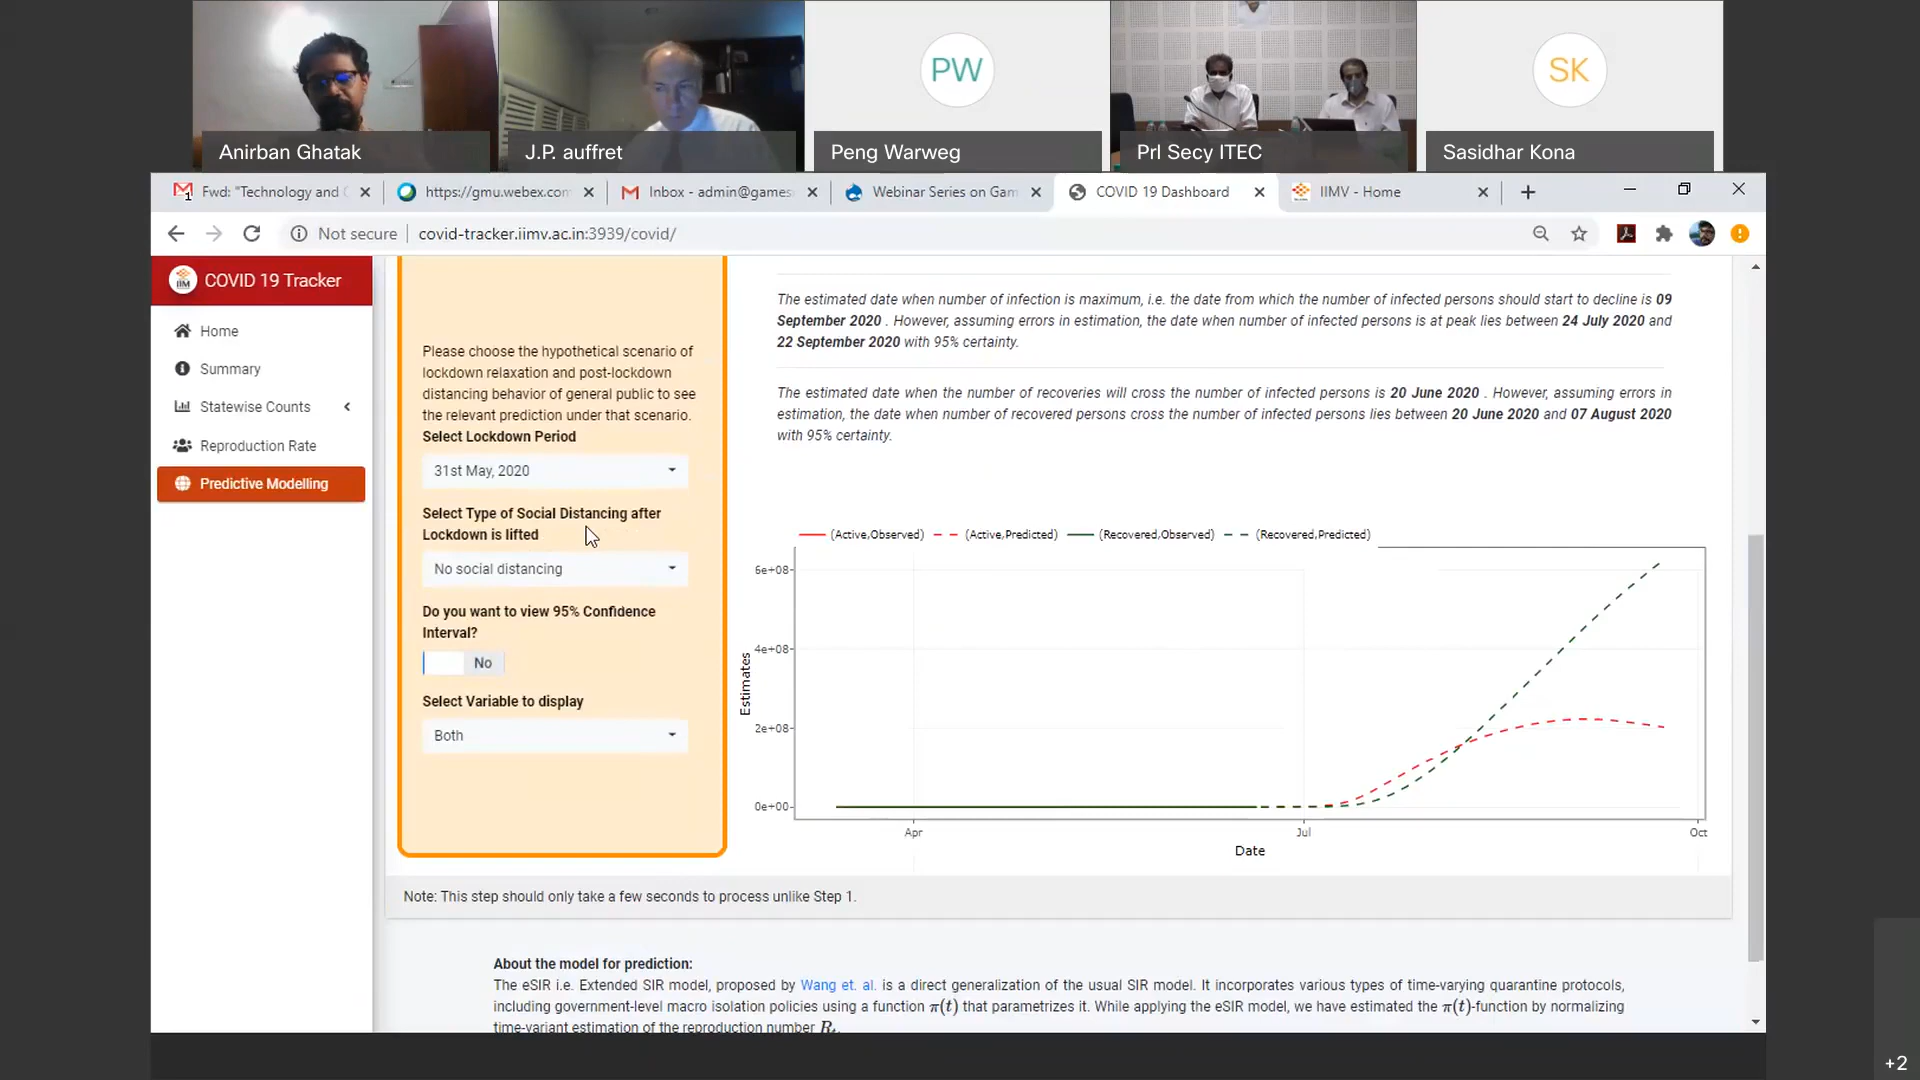 PW
SK
Anirban Ghatak
J.P. auffret
Peng Warweg
Prl Secy ITEC
Sasidhar Kona
Fwd: "Technology and
https://gmu.webex.com
Inbox - admin@games
Webinar Series on Gam
COVID 19 Dashboard
IIMV - Home
Not secure
covid-tracker.iimv.ac.in:3939/covid/
IIM
COVID 19 Tracker
Home
Summary
Statewise Counts
Reproduction Rate
Predictive Modelling
Please choose the hypothetical scenario of
lockdown relaxation and post-lockdown
distancing behavior of general public to see
the relevant prediction under that scenario.
Select Lockdown Period
31st May, 2020
Select Type of Social Distancing after
Lockdown is lifted
No social distancing
Do you want to view 95% Confidence
Interval?
No
Select Variable to display
Both
The estimated date when number of infection is maximum, i.e. the date from which the number of infected persons should start to decline is 09
September 2020 . However, assuming errors in estimation, the date when number of infected persons is at peak lies between 24 July 2020 and
22 September 2020 with 95% certainty.
The estimated date when the number of recoveries will cross the number of infected persons is 20 June 2020 . However, assuming errors in
estimation, the date when number of recovered persons cross the number of infected persons lies between 20 June 2020 and 07 August 2020
with 95% certainty.
(Active,Observed) (Active,Predicted) (Recovered,Observed) (Recovered,Predicted)
6e+08
4e+08
2e+08
0e+00
Estimates
Apr Jul Oct
Date
Note: This step should only take a few seconds to process unlike Step 1.
About the model for prediction:
The eSIR i.e. Extended SIR model, proposed by Wang et. al. is a direct generalization of the usual SIR model. It incorporates various types of time-varying quarantine protocols,
including government-level macro isolation policies using a function π(t) that parametrizes it. While applying the eSIR model, we have estimated the π(t)-function by normalizing
time-variant estimation of the reproduction number Rₜ.
+2